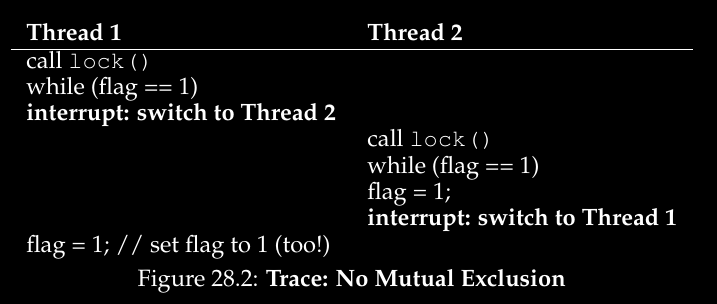 Thread 1 Thread 2
call lock()
while (flag == 1)
interrupt: switch to Thread 2
call lock()
while (flag == 1)
flag = 1;
interrupt: switch to Thread 1
flag = 1; // set flag to 1 (too!)
Figure 28.2: Trace: No Mutual Exclusion